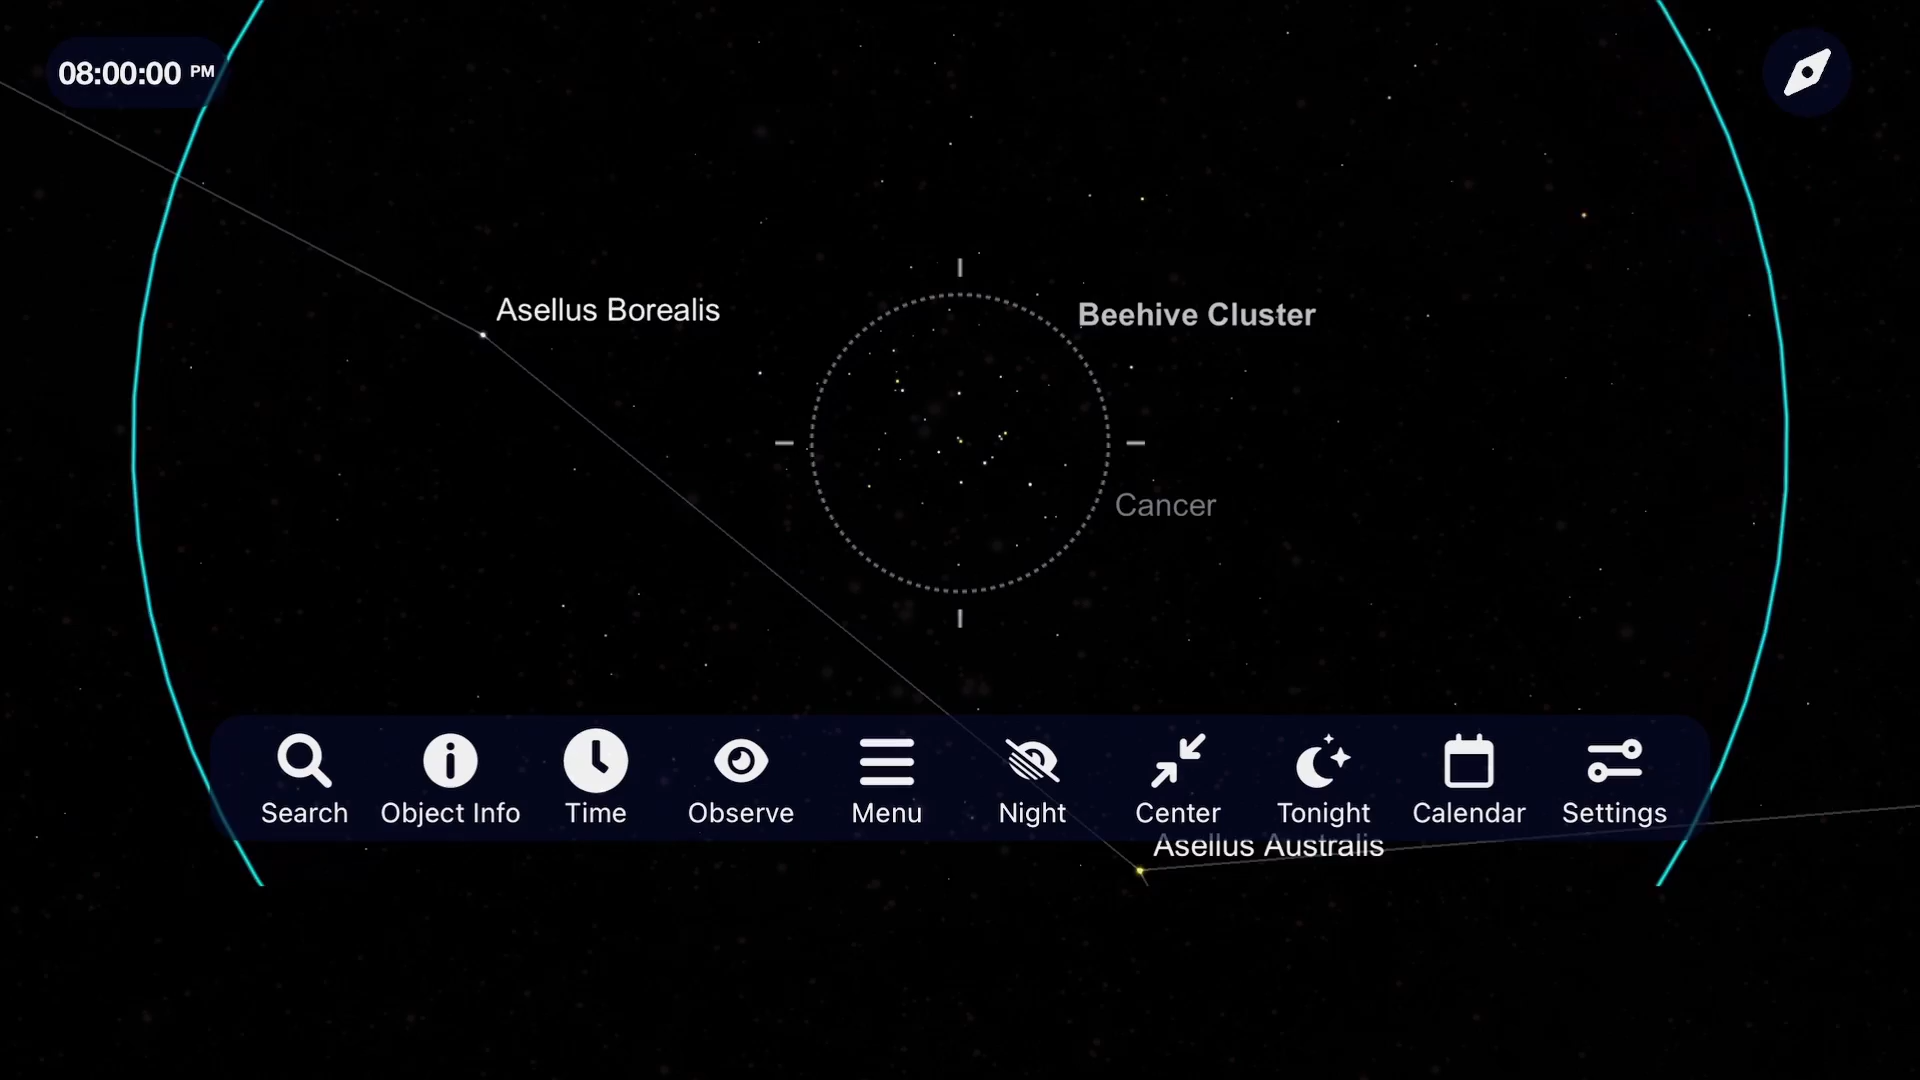 08:00:00 PM
Asellus Borealis
Beehive Cluster
Cancer
Search
Object Info
Time
Observe
Menu
Night
Center
Tonight
Calendar
Settings
Asellus Australis